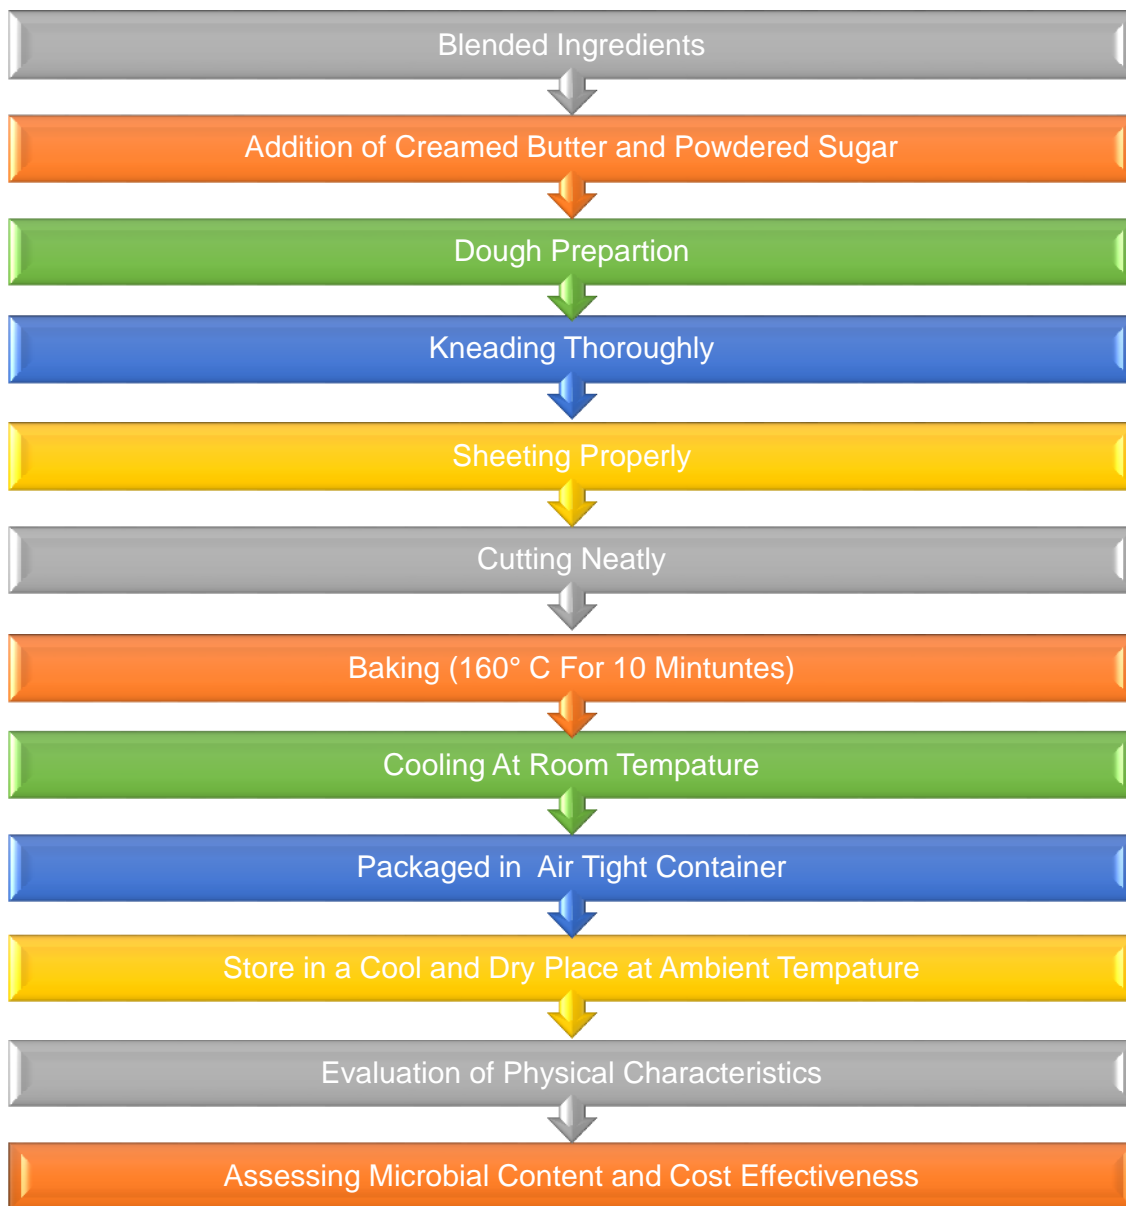 Blended Ingredients
Addition of Creamed Butter and Powdered Sugar
Dough Prepartion
Kneading Thoroughly
Sheeting Properly
Cutting Neatly
Baking (160° C For 10 Mintuntes)
Cooling At Room Tempature
Packaged in  Air Tight Container
Store in a Cool and Dry Place at Ambient Tempature
Evaluation of Physical Characteristics
Assessing Microbial Content and Cost Effectiveness